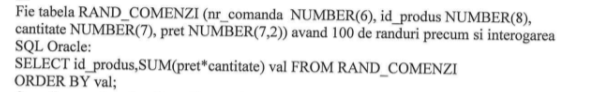 Fie tabela RAND_COMENZI (nr_comanda NUMBER(6), id_produs NUMBER(8),
cantitate NUMBER(7), pret NUMBER(7,2)) avand 100 de randuri precum si interogarea
SQL Oracle:
SELECT id_produs,SUM(pret*cantitate) val FROM RAND_COMENZI
ORDER BY val;